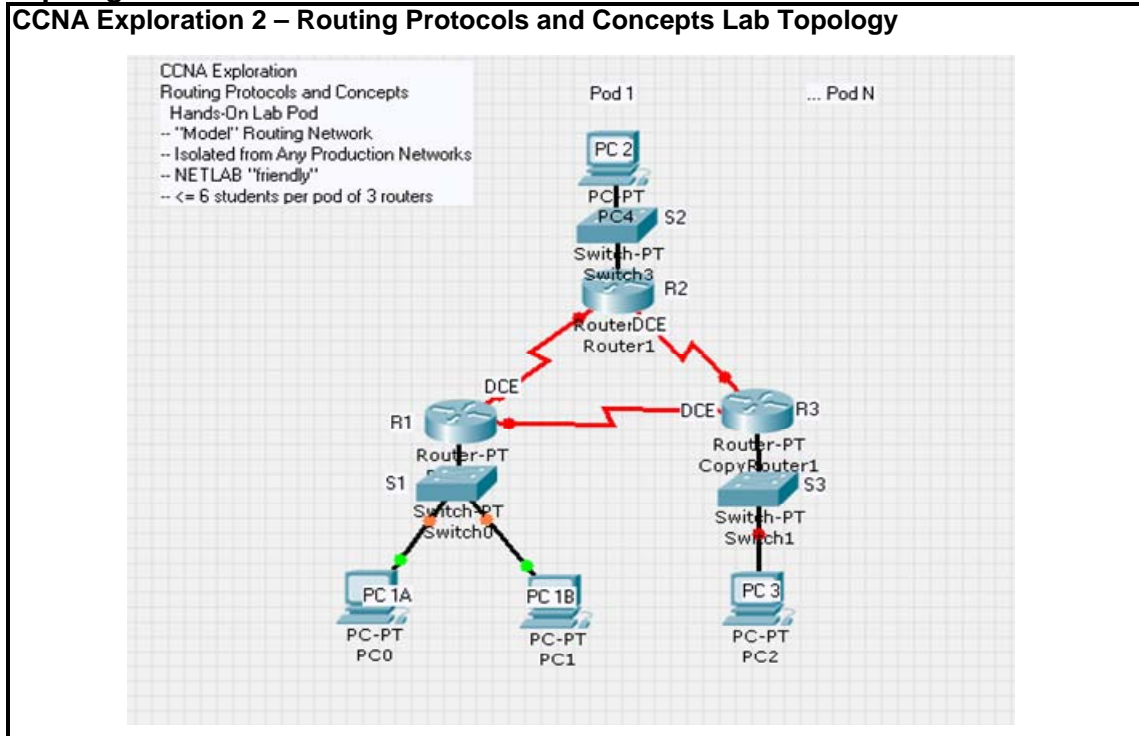 CCNA Exploration 2 – Routing Protocols and Concepts Lab Topology
CCNA Exploration
Routing Protocols and Concepts
Hands-On Lab Pod
-- "Model" Routing Network
-- Isolated from Any Production Networks
-- NETLAB "friendly"
-- <= 6 students per pod of 3 routers
Pod 1
... Pod N
PC 2
PC-PT
PC4
S2
Switch-PT
Switch3
R2
Router
DCE
Router1
DCE
R1
Router-PT
DCE
R3
Router-PT
CopyRouter1
S1
Switch-PT
Switch0
S3
Switch-PT
Switch1
PC 1A
PC-PT
PC0
PC 1B
PC-PT
PC1
PC 3
PC-PT
PC2